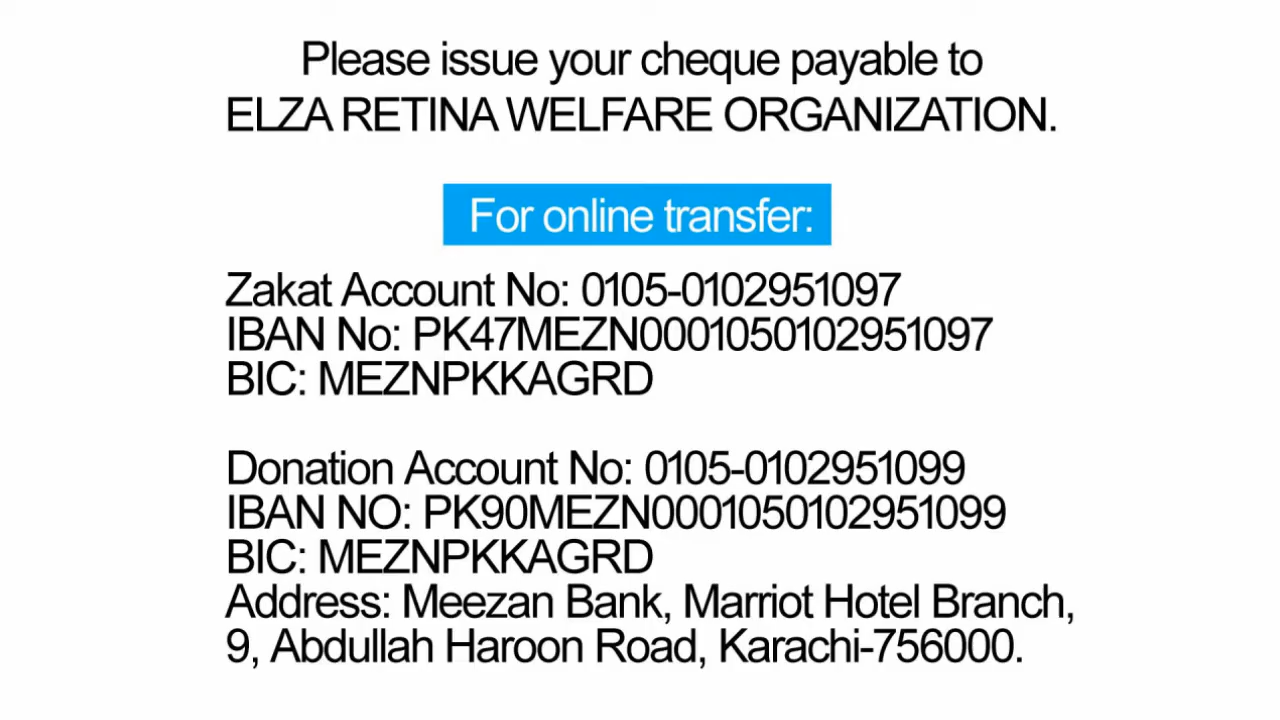 Please issue your cheque payable to
ELZA RETINA WELFARE ORGANIZATION.
For online transfer:
Zakat Account No: 0105-0102951097
IBAN No: PK47MEZN0001050102951097
BIC: MEZNPKKAGRD
Donation Account No: 0105-0102951099
IBAN NO: PK90MEZN0001050102951099
BIC: MEZNPKKAGRD
Address: Meezan Bank, Marriot Hotel Branch,
9, Abdullah Haroon Road, Karachi-756000.